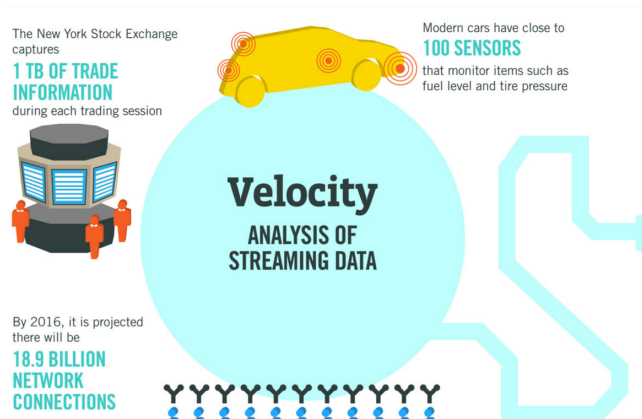 The New York Stock Exchange
captures
1 TB OF TRADE
INFORMATION
during each trading session
Modern cars have close to
100 SENSORS
that monitor items such as
fuel level and tire pressure
Velocity
ANALYSIS OF
STREAMING DATA
By 2016, it is projected
there will be
18.9 BILLION
NETWORK
CONNECTIONS